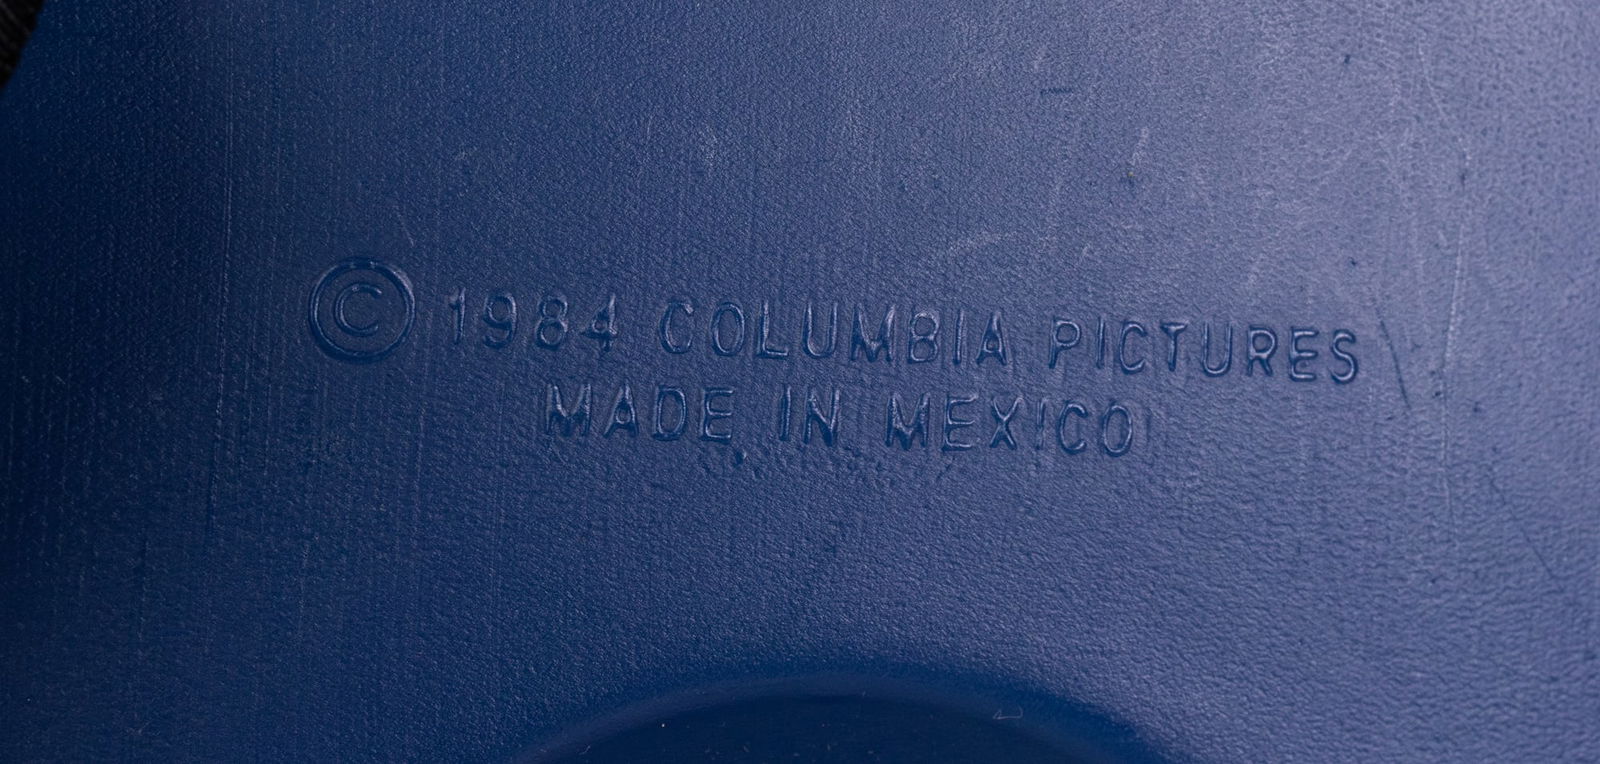 © 1984 COLUMBIA PICTURES
MADE IN MEXICO